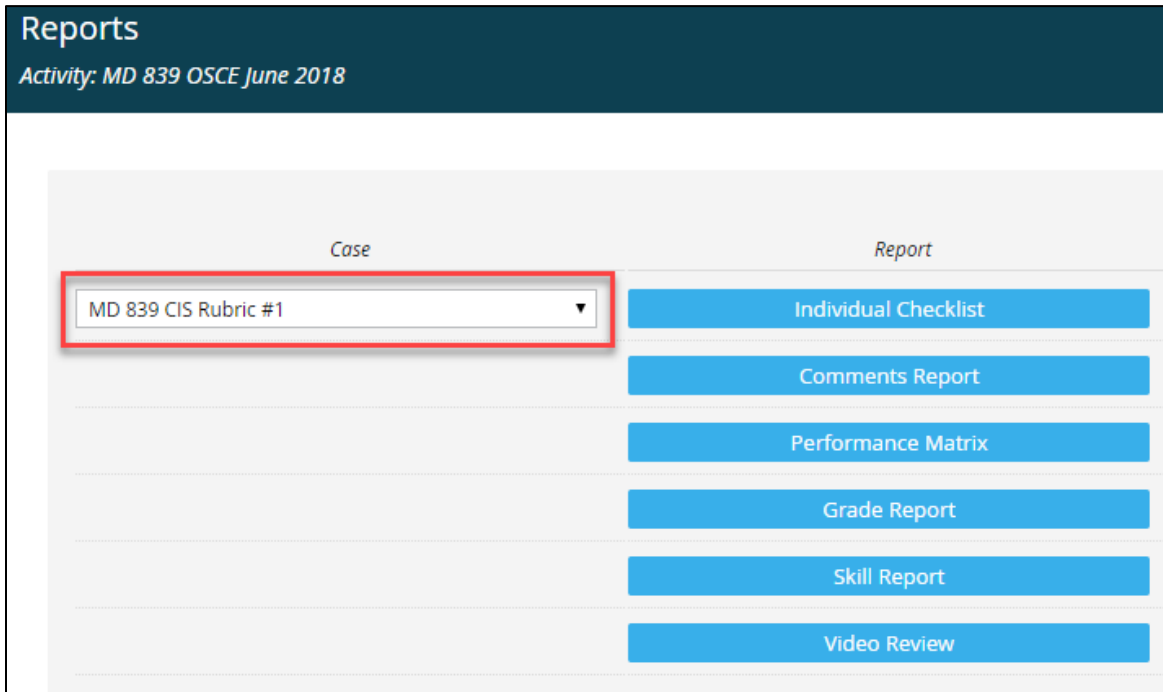 Reports
Activity: MD 839 OSCE June 2018
Case Report
MD 839 CIS Rubric #1 Individual Checklist
Comments Report
Performance Matrix
Grade Report
Skill Report
Video Review